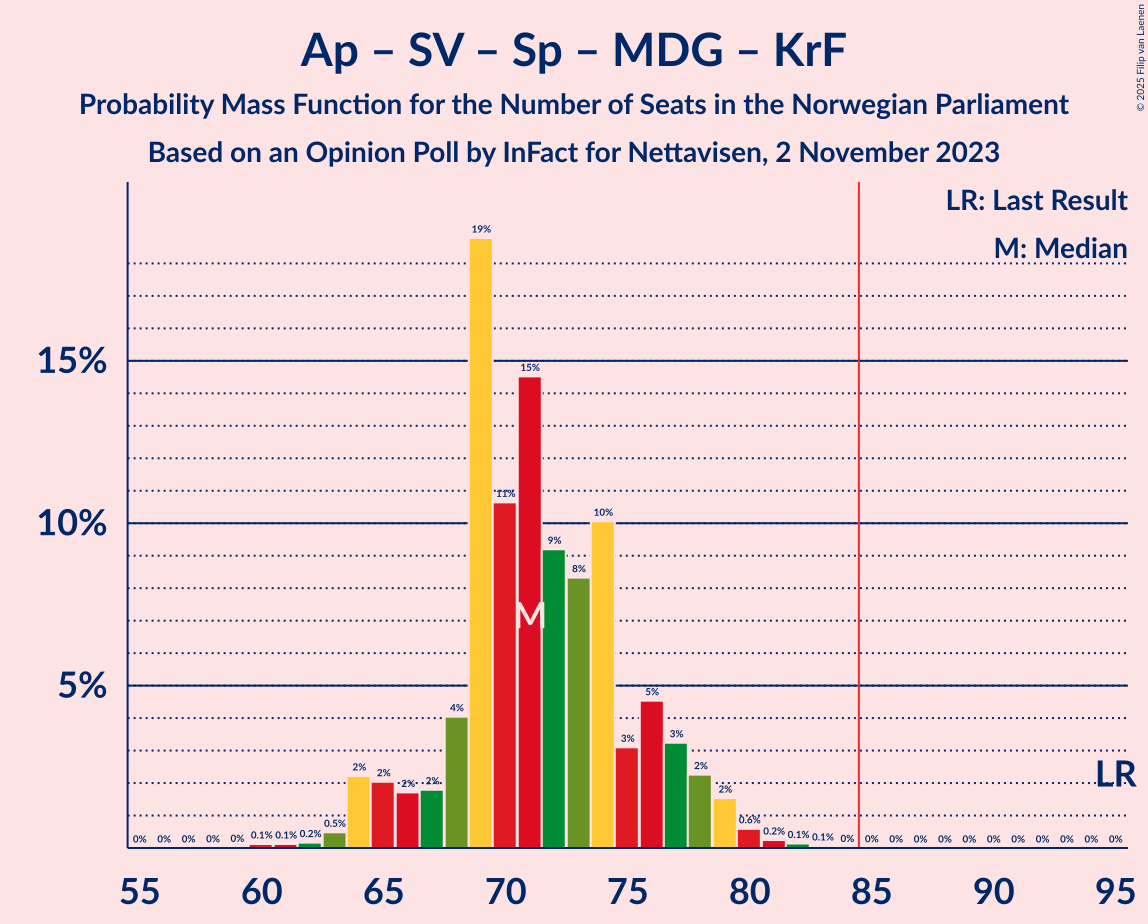 Ap – SV – Sp – MDG – KrF
Probability Mass Function for the Number of Seats in the Norwegian Parliament
Based on an Opinion Poll by InFact for Nettavisen, 2 November 2023
© 2025 Filip van Laenen
LR: Last Result
M: Median
15%
10%
5%
0% 0% 0% 0% 0% 0.1% 0.1% 0.2% 0.5% 2% 2% 2% 2% 4% 19% 11% 15% 9% 8% 10% 3% 5% 3% 2% 2% 0.6% 0.2% 0.1% 0.1% 0% 0% 0% 0% 0% 0% 0% 0% 0% 0% 0% 0%
M
LR
55 60 65 70 75 80 85 90 95